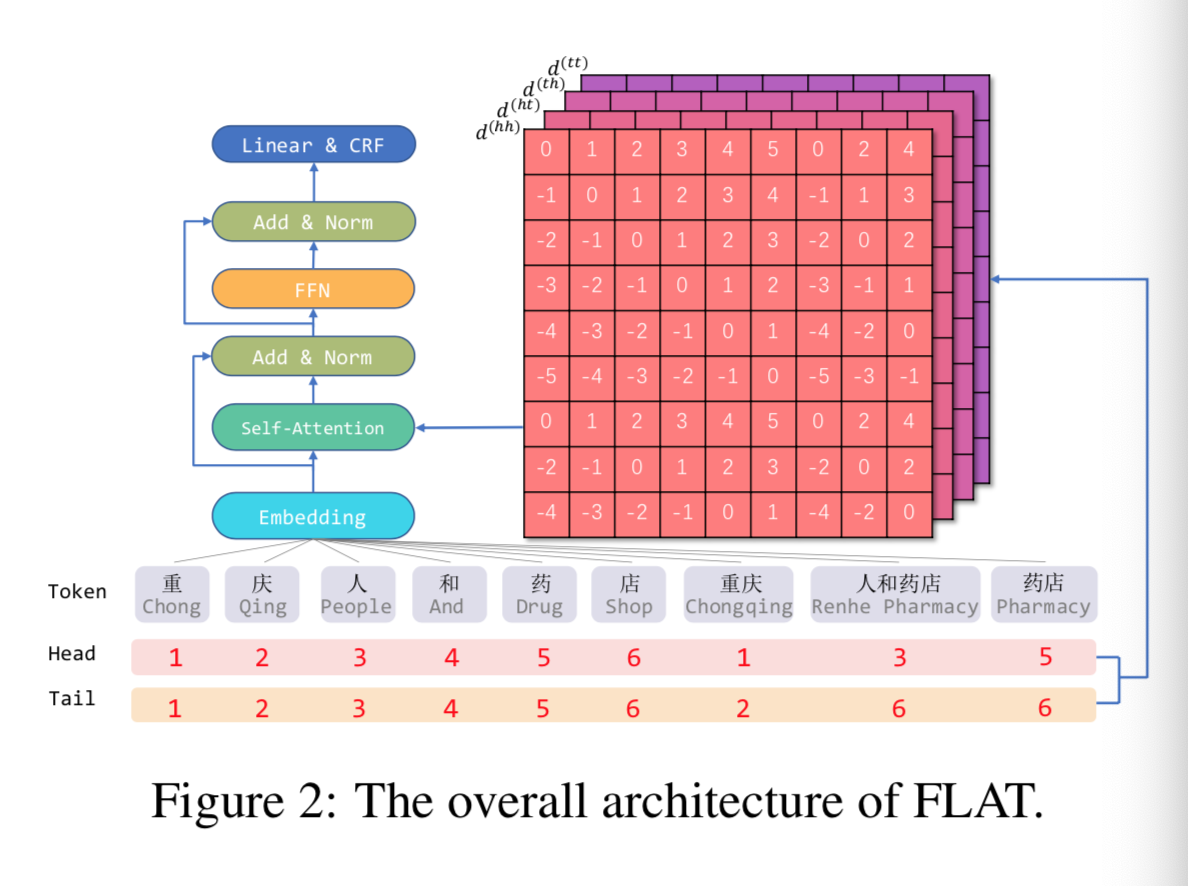 d(tt)
d(th)
d(ht)
d(hh)
Linear & CRF
Add & Norm
FFN
Add & Norm
Self-Attention
Embedding
0 1 2 3 4 5 0 2 4
-1 0 1 2 3 4 -1 1 3
-2 -1 0 1 2 3 -2 0 2
-3 -2 -1 0 1 2 -3 -1 1
-4 -3 -2 -1 0 1 -4 -2 0
-5 -4 -3 -2 -1 0 -5 -3 -1
0 1 2 3 4 5 0 2 4
-2 -1 0 1 2 3 -2 0 2
-4 -3 -2 -1 0 1 -4 -2 0
Token
重 庆 人 和 药 店 重庆 人和药店 药店
Chong Qing People And Drug Shop Chongqing Renhe Pharmacy Pharmacy
Head 1 2 3 4 5 6 1 3 5
Tail 1 2 3 4 5 6 2 6 6
Figure 2: The overall architecture of FLAT.